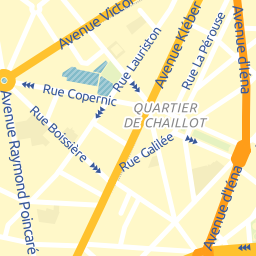 Avenue Victor
Rue Lauriston
Avenue Kléber
Rue La Pérouse
Avenue d'Iéna
Rue Copernic
QUARTIER
DE CHAILLOT
Rue Boissière
Rue Galilée
Avenue Raymond Poincaré
Avenue d'Iéna